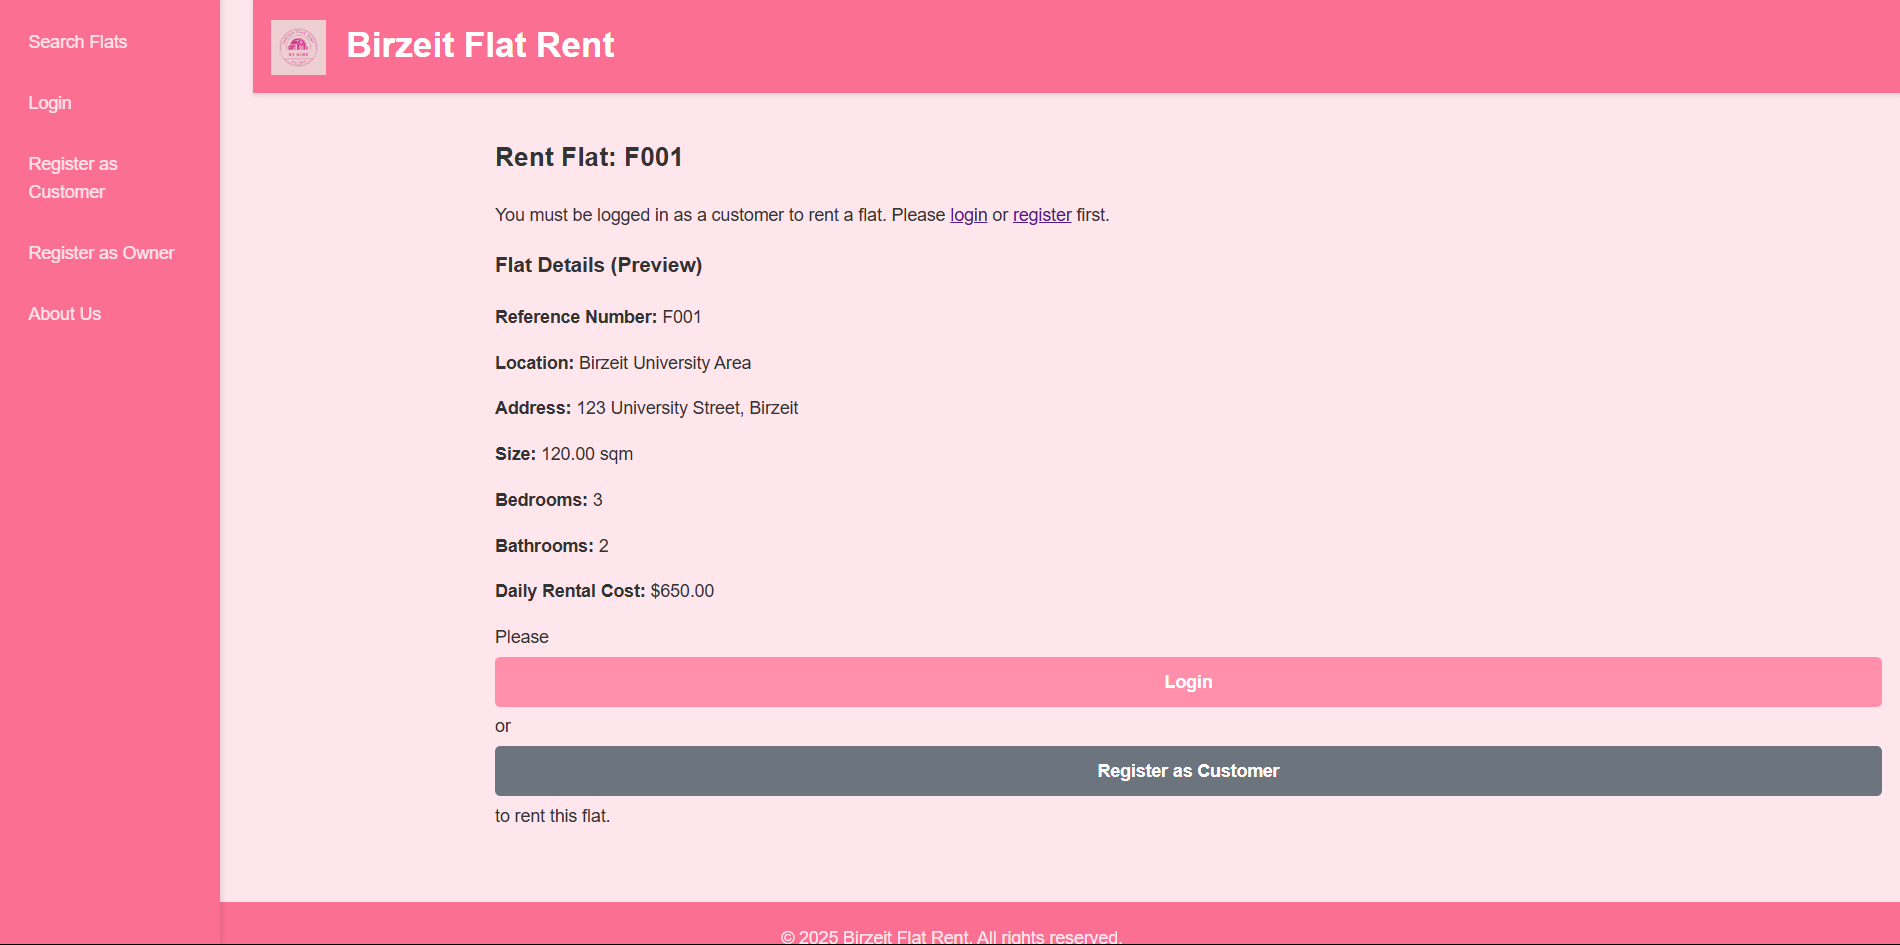 Search Flats
Login
Register as
Customer
Register as Owner
About Us
Birzeit Flat Rent
Rent Flat: F001
You must be logged in as a customer to rent a flat. Please login or register first.
Flat Details (Preview)
Reference Number: F001
Location: Birzeit University Area
Address: 123 University Street, Birzeit
Size: 120.00 sqm
Bedrooms: 3
Bathrooms: 2
Daily Rental Cost: $650.00
Please
Login
or
Register as Customer
to rent this flat.
© 2025 Birzeit Flat Rent. All rights reserved.